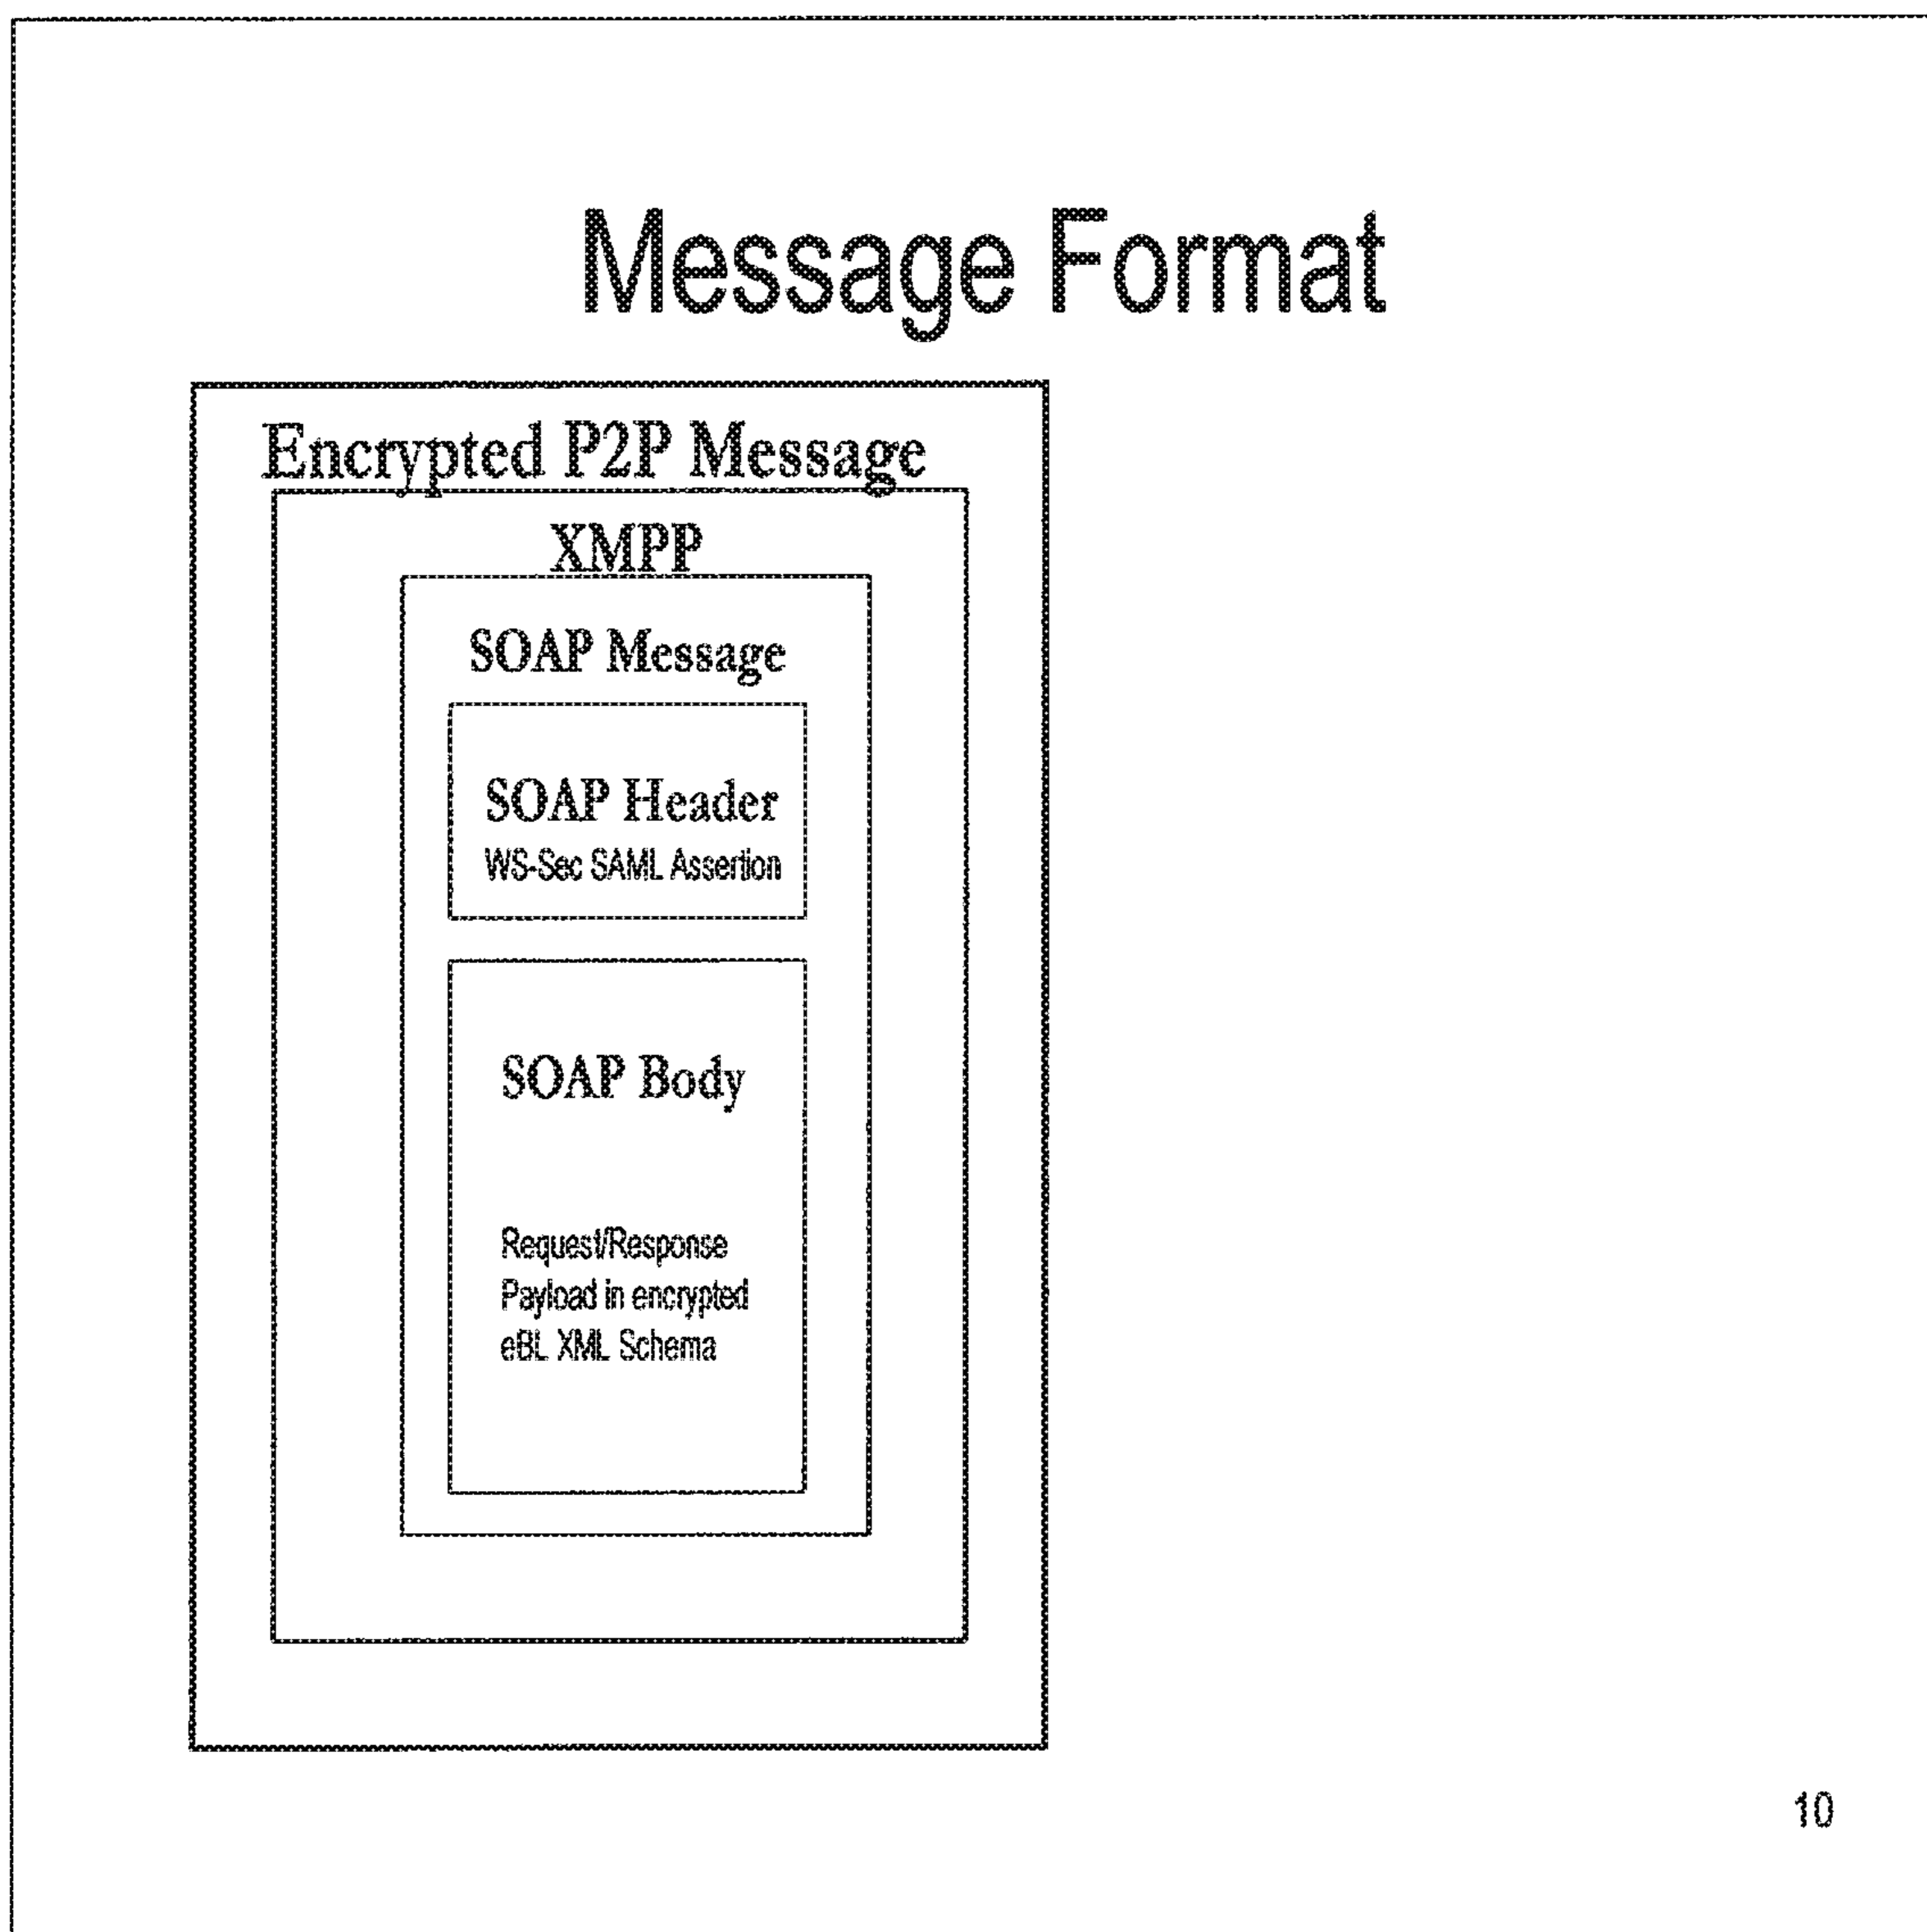 Message Format
Encrypted P2P Message
XMPP
SOAP Message
SOAP Header
WS-Sec SAML Assertion
SOAP Body
Request/Response
Payload in encrypted
eBL XML Schema
10